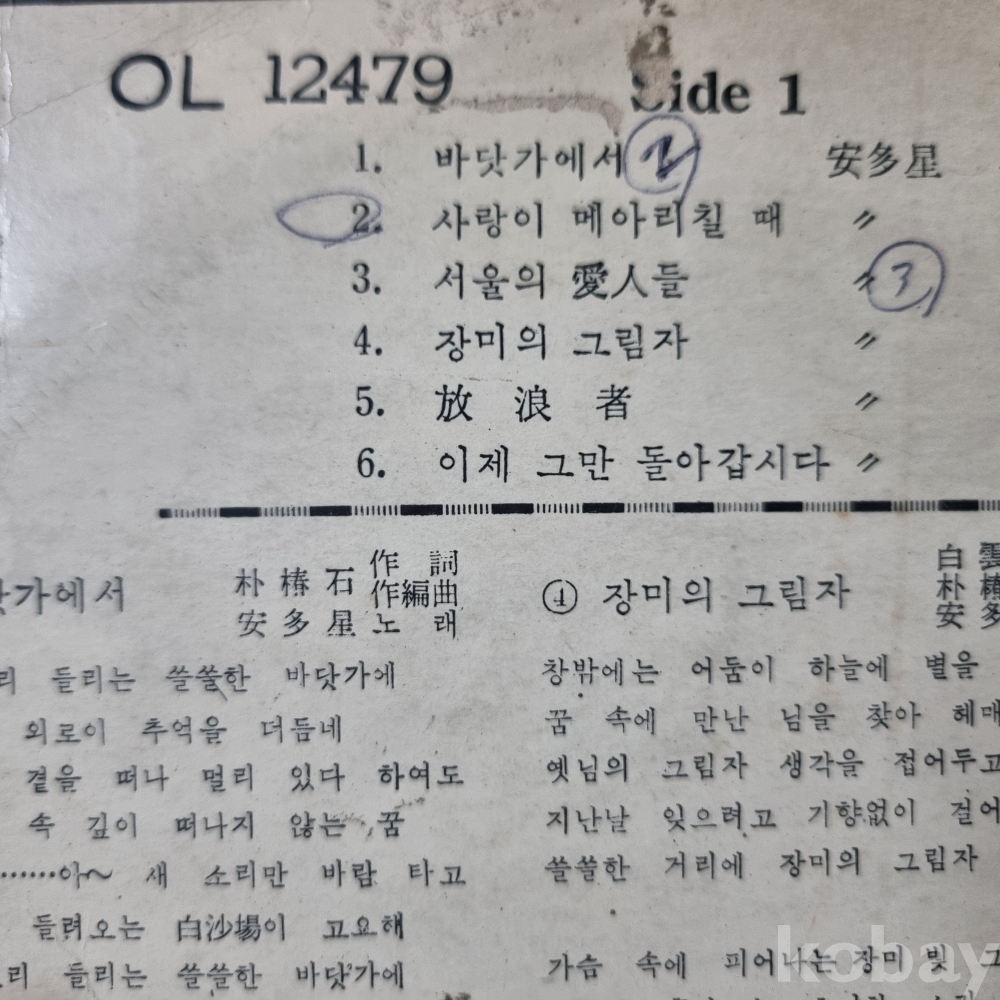 OL 12479 Side 1
1. 바닷가에서 1 安多星
2. 사랑이 메아리칠 때 〃
3. 서울의 愛人들 〃 3
4. 장미의 그림자 〃
5. 放浪者 〃
6. 이제 그만 돌아갑시다 〃
가에서 朴椿石 作詞
作編曲
安多星 노래
리 들리는 쓸쓸한 바닷가에
외로이 추억을 더듬네
곁을 떠나 멀리 있다 하여도
속 깊이 떠나지 않는 꿈
……아～ 새 소리만 바람 타고
들려오는 白沙場이 고요해
리 들리는 쓸쓸한 바닷가에
④ 장미의 그림자 白雲
朴椿
安多
창밖에는 어둠이 하늘에 별을
꿈 속에 만난 님을 찾아 헤매
옛님의 그림자 생각을 접어두고
지난날 잊으려고 기향없이 걸어
쓸쓸한 거리에 장미의 그림자
가슴 속에 피어나는 장미 빛 그
kobay